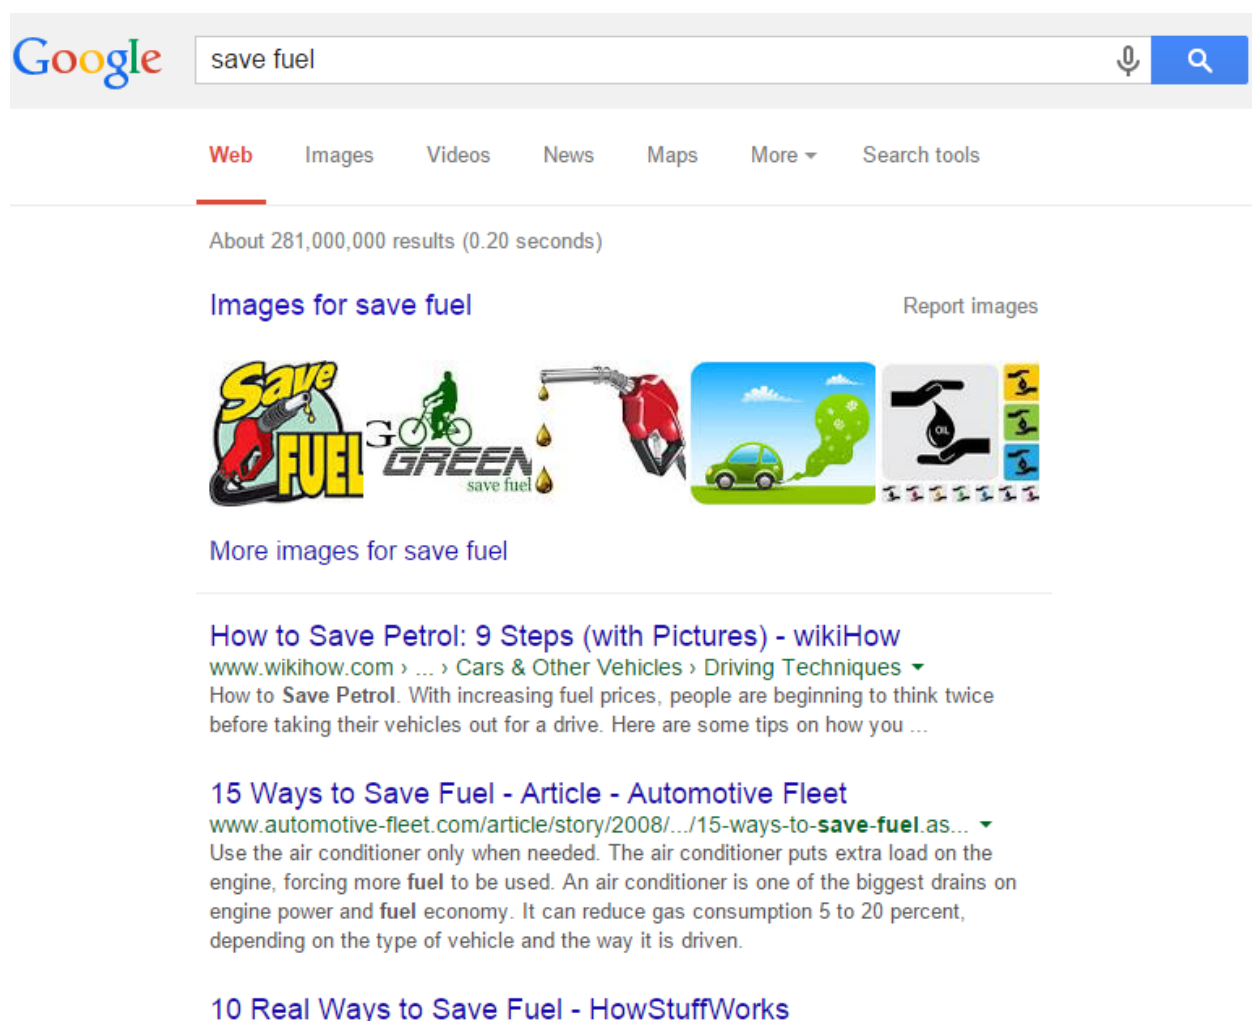 Google
save fuel
Web Images Videos News Maps More Search tools
About 281,000,000 results (0.20 seconds)
Images for save fuel
Report images
Save
FUEL
GO
GREEN
save fuel
OIL
More images for save fuel
How to Save Petrol: 9 Steps (with Pictures) - wikiHow
www.wikihow.com › ... › Cars & Other Vehicles › Driving Techniques
How to Save Petrol. With increasing fuel prices, people are beginning to think twice
before taking their vehicles out for a drive. Here are some tips on how you ...
15 Ways to Save Fuel - Article - Automotive Fleet
www.automotive-fleet.com/article/story/2008/.../15-ways-to-save-fuel.as...
Use the air conditioner only when needed. The air conditioner puts extra load on the
engine, forcing more fuel to be used. An air conditioner is one of the biggest drains on
engine power and fuel economy. It can reduce gas consumption 5 to 20 percent,
depending on the type of vehicle and the way it is driven.
10 Real Ways to Save Fuel - HowStuffWorks